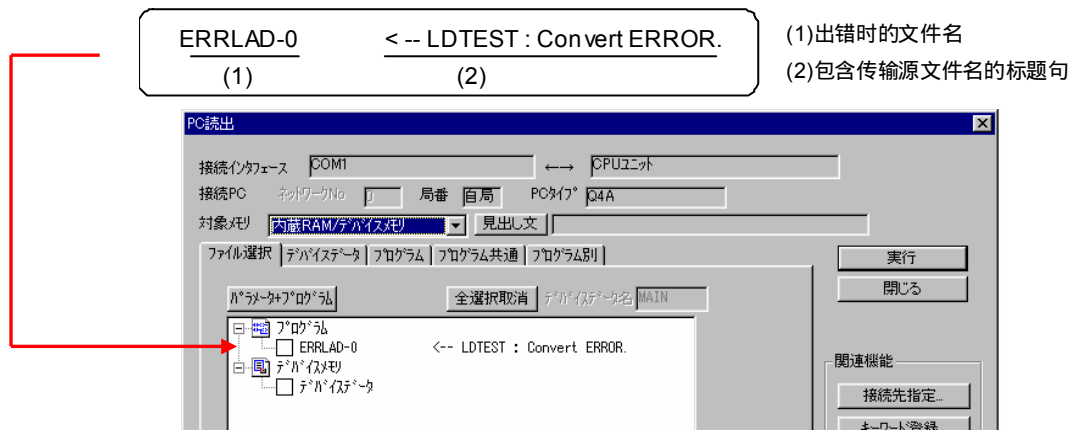 ERRLAD-0 < -- LDTEST : Convert ERROR.
(1) (2)
(1)出错时的文件名
(2)包含传输源文件名的标题句
PC読出
接続インタフェース COM1 ←→ CPUユニット
接続PC ネットワークNo 0 局番 自局 PCタイプ Q4A
対象メモリ 内蔵RAM/デバイスメモリ 見出し文
ファイル選択 デバイスデータ プログラム プログラム共通 プログラム別
実行
閉じる
パラメータ+プログラム 全選択取消 デバイスデータ名 MAIN
プログラム
ERRLAD-0 <-- LDTEST : Convert ERROR.
デバイスメモリ
デバイスデータ
関連機能
接続先指定...
キーワード登録